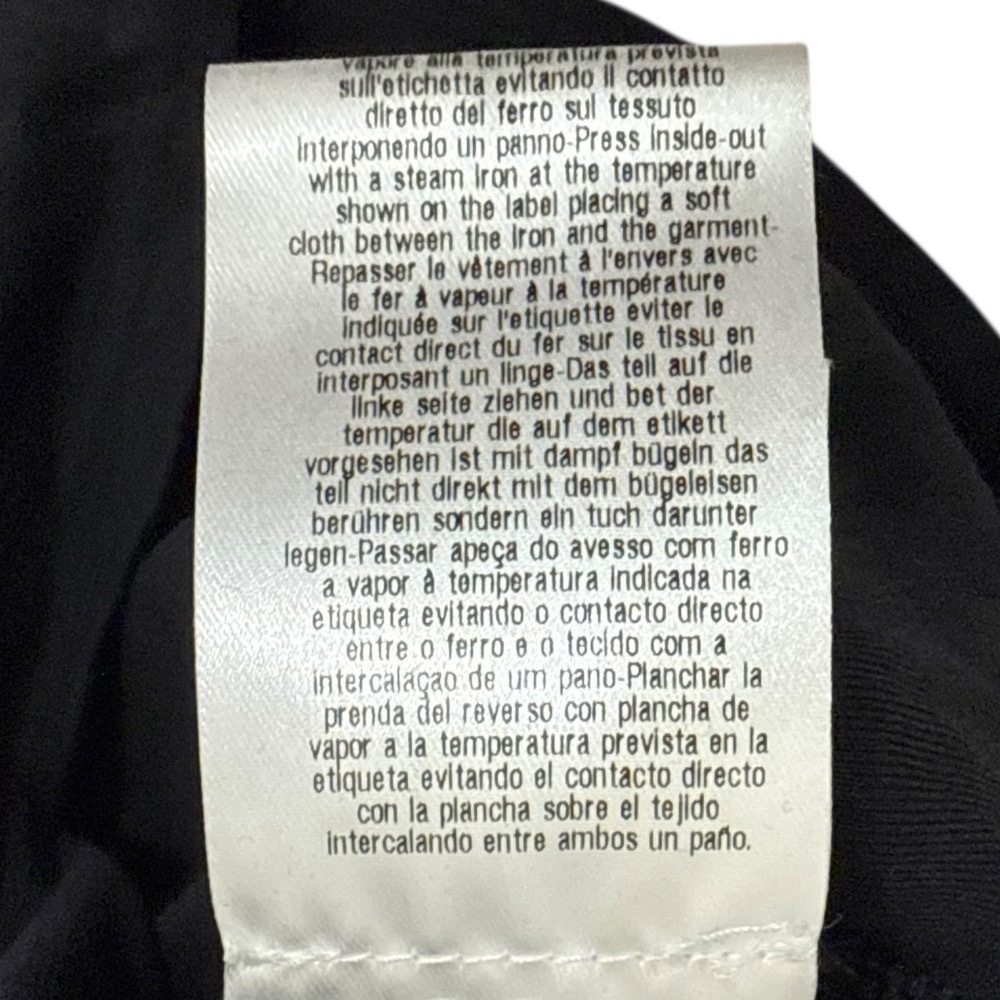 vapore alla temperatura prevista
sull'etichetta evitando il contatto
diretto del ferro sul tessuto
interponendo un panno-Press inside-out
with a steam iron at the temperature
shown on the label placing a soft
cloth between the iron and the garment-
Repasser le vêtement à l'envers avec
le fer à vapeur à la température
indiquée sur l'etiquette eviter le
contact direct du fer sur le tissu en
interposant un linge-Das teil auf die
linke seite ziehen und bet der
temperatur die auf dem etikett
vorgesehen ist mit dampf bügeln das
teil nicht direkt mit dem bügeleisen
berühren sondern ein tuch darunter
legen-Passar apeça do avesso com ferro
a vapor à temperatura indicada na
etiqueta evitando o contacto directo
entre o ferro e o tecido com a
intercalaçao de um pano-Planchar la
prenda del reverso con plancha de
vapor a la temperatura prevista en la
etiqueta evitando el contacto directo
con la plancha sobre el tejido
intercalando entre ambos un paño.